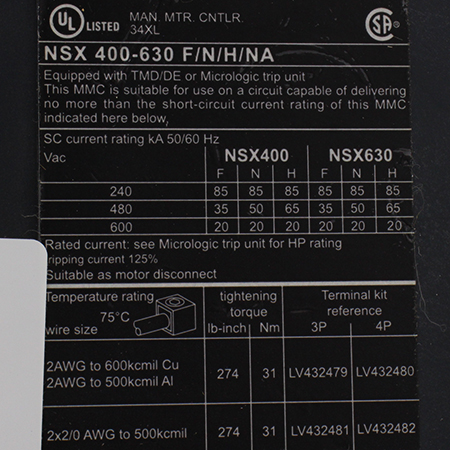 UL LISTED MAN. MTR. CNTLR.
34XL
SA
NSX 400-630 F/N/H/NA
Equipped with TMD/DE or Micrologic trip unit
This MMC is suitable for use on a circuit capable of delivering
no more than the short-circuit current rating of this MMC
indicated here below,
SC current rating kA 50/60 Hz
Vac NSX400 NSX630
F N H F N H
240 85 85 85 85 85 85
480 35 50 65 35 50 65
600 20 20 20 20 20 20
Rated current: see Micrologic trip unit for HP rating
ripping current 125%
Suitable as motor disconnect
Temperature rating tightening Terminal kit
75°C torque reference
wire size lb-inch Nm 3P 4P
2AWG to 600kcmil Cu
2AWG to 500kcmil Al 274 31 LV432479 LV432480
2x2/0 AWG to 500kcmil 274 31 LV432481 LV432482